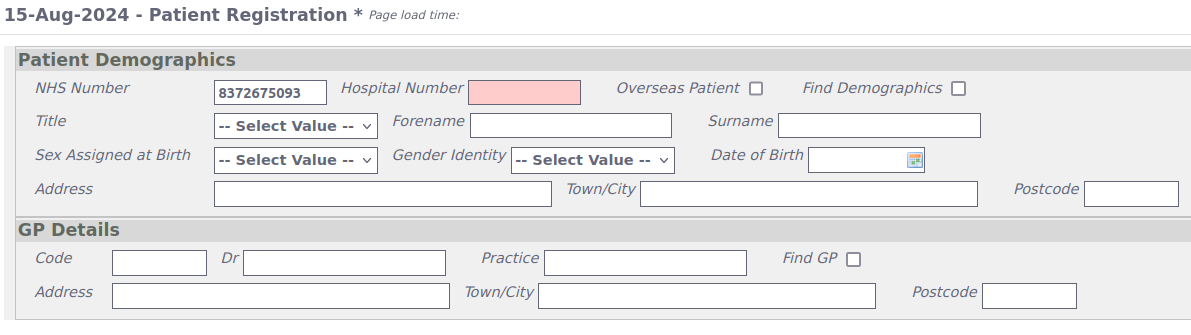 15-Aug-2024 - Patient Registration * Page load time:
Patient Demographics
NHS Number 8372675093 Hospital Number Overseas Patient Find Demographics
Title -- Select Value -- Forename Surname
Sex Assigned at Birth -- Select Value -- Gender Identity -- Select Value -- Date of Birth
Address Town/City Postcode
GP Details
Code Dr Practice Find GP
Address Town/City Postcode